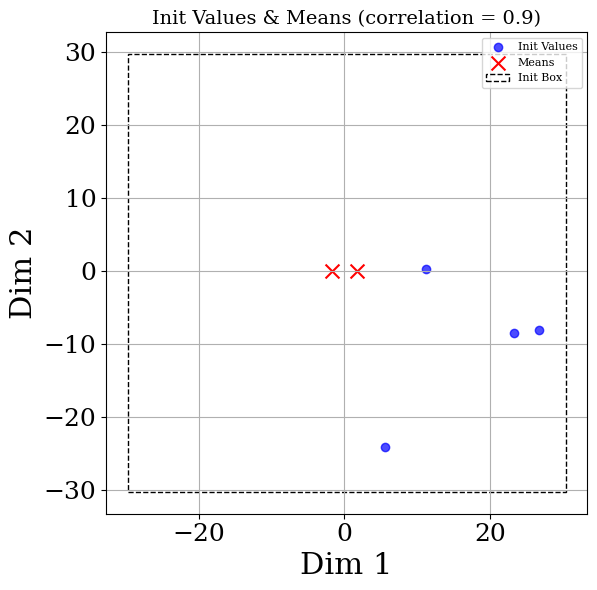 Init Values & Means (correlation = 0.9)
Init Values
Means
Init Box
30
20
10
0
−10
−20
−30
Dim 2
−20
0
20
Dim 1